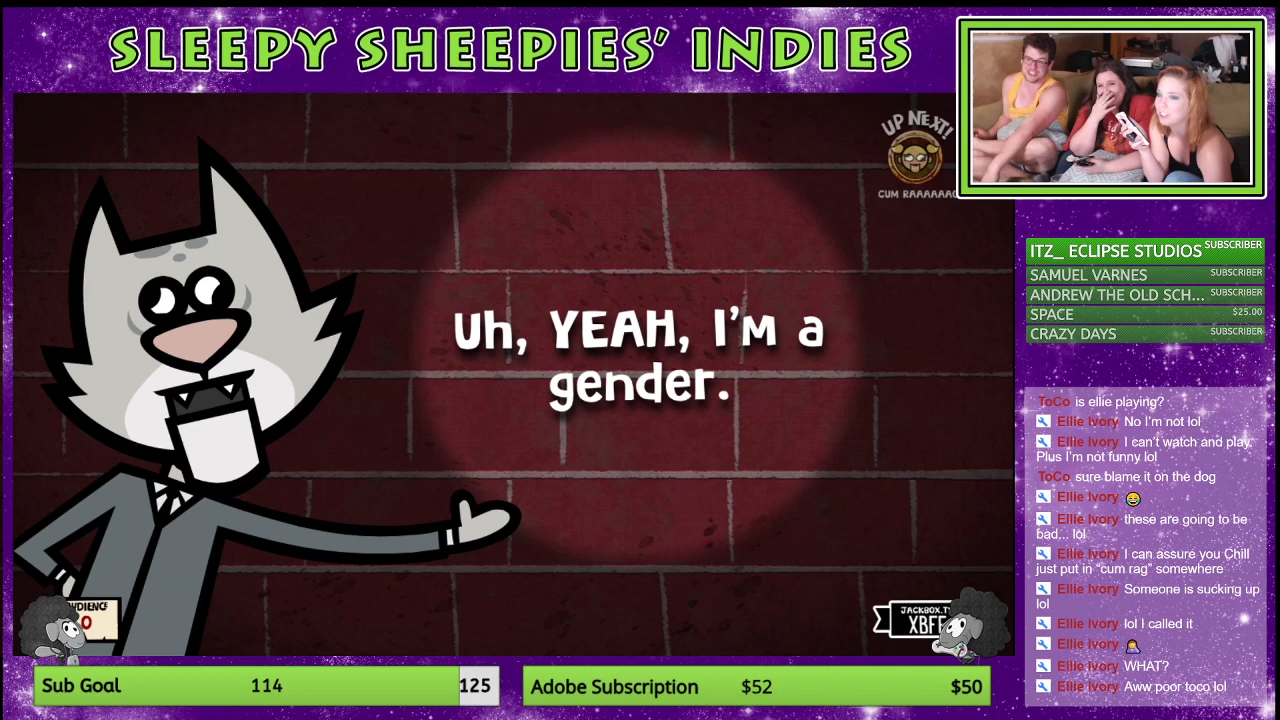 SLEEPY SHEEPIES' INDIES
UP NEXT!
Uh, YEAH, I'M a
gender.
JACKBOX.TV
ITZ_ ECLIPSE STUDIOS SUBSCRIBER
SAMUEL VARNES SUBSCRIBER
ANDREW THE OLD SCH... SUBSCRIBER
SPACE $25.00
CRAZY DAYS SUBSCRIBER
ToCo is ellie playing?
Ellie Ivory No I'm not lol
Ellie Ivory I can't watch and play.
Plus I'm not funny lol
ToCo sure blame it on the dog
Ellie Ivory 😅
Ellie Ivory these are going to be
bad... lol
Ellie Ivory I can assure you Chill
just put in "cum rag" somewhere
Ellie Ivory Someone is sucking up
lol
Ellie Ivory lol I called it
Ellie Ivory 🤦‍♀️
Ellie Ivory WHAT?
Ellie Ivory Aww poor toco lol
Sub Goal 114 125
Adobe Subscription $52 $50